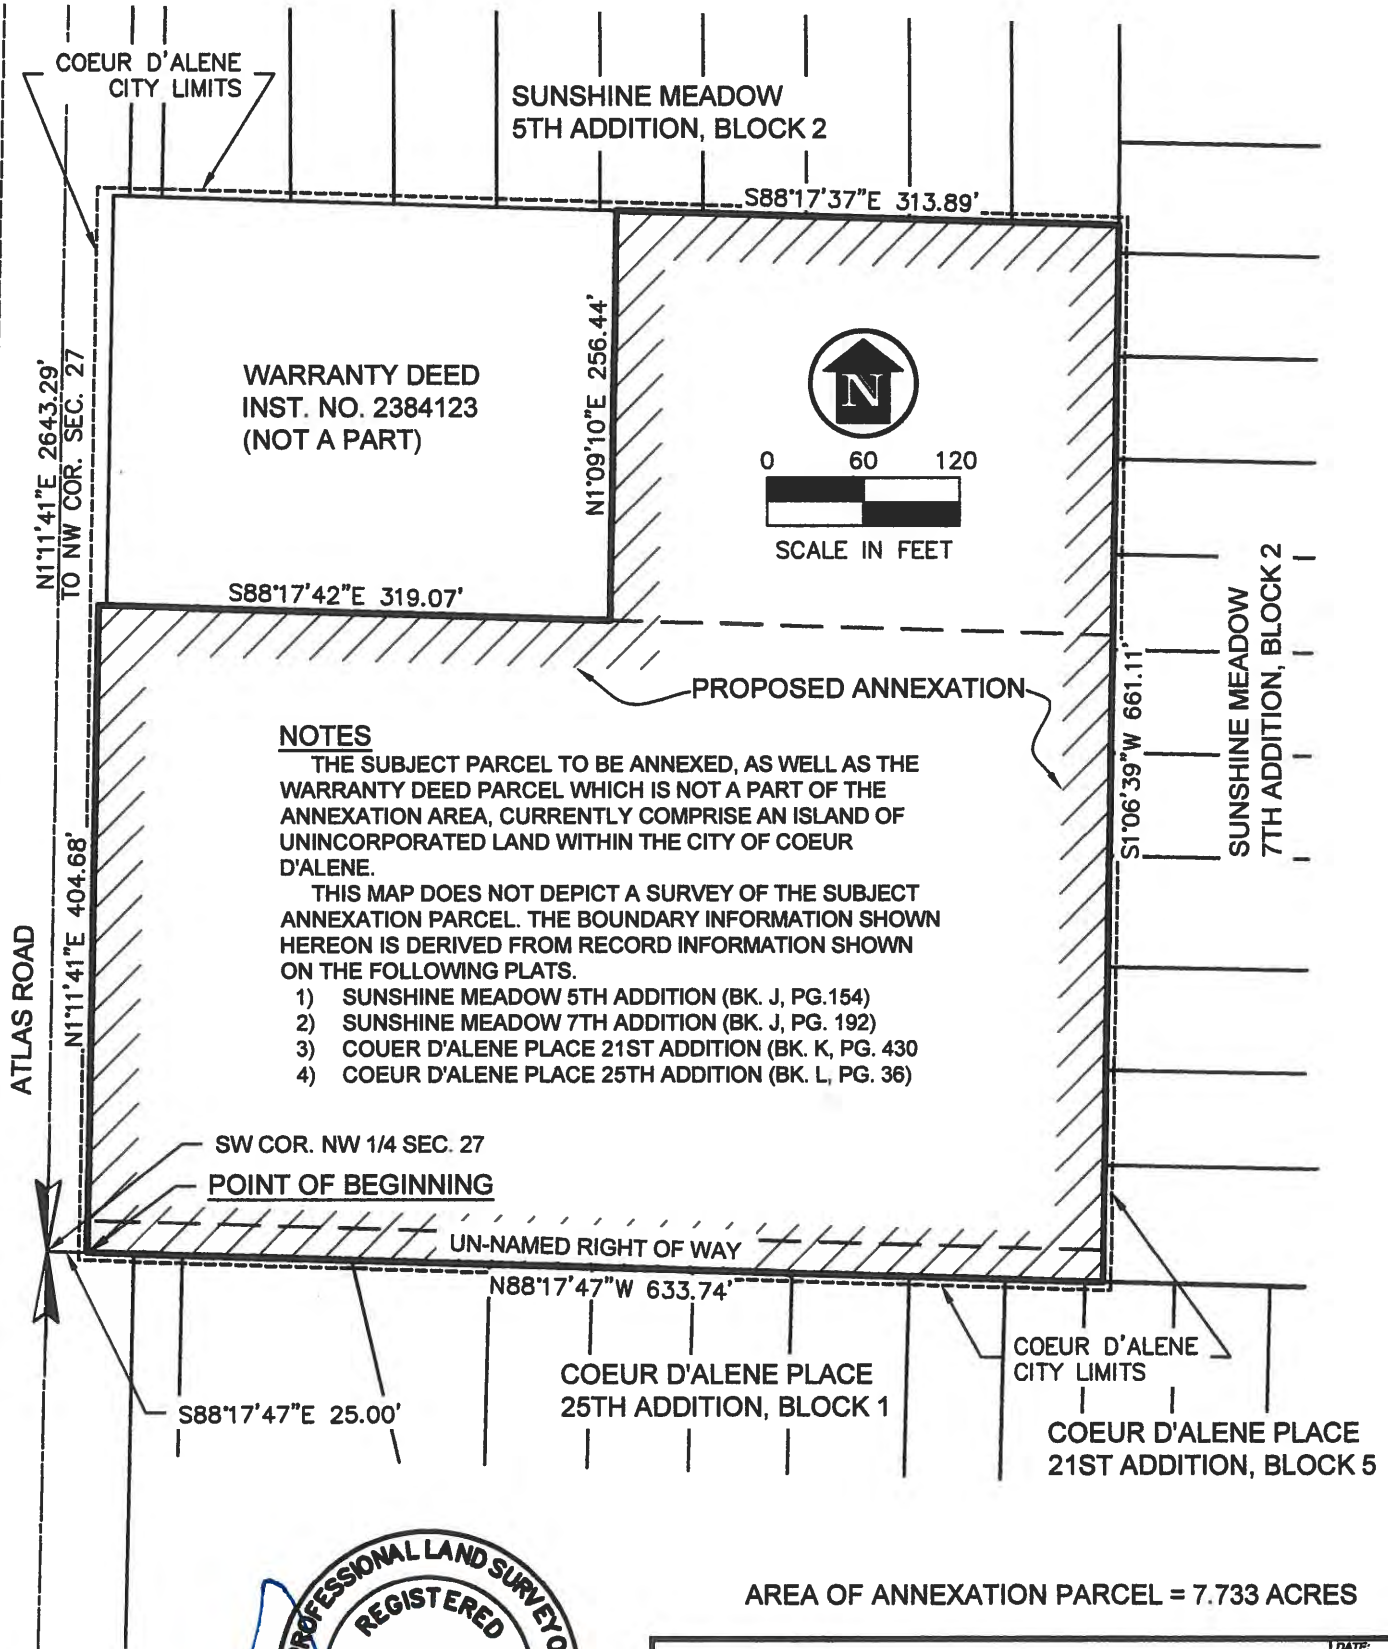 COEUR D'ALENE
CITY LIMITS
SUNSHINE MEADOW
5TH ADDITION, BLOCK 2
S88°17'37"E 313.89'
N1°11'41"E 2643.29'
TO NW COR. SEC. 27
WARRANTY DEED
INST. NO. 2384123
(NOT A PART)
N1°09'10"E 256.44'
N
0 60 120
SCALE IN FEET
S88°17'42"E 319.07'
PROPOSED ANNEXATION
S1°06'39"W 661.11'
SUNSHINE MEADOW
7TH ADDITION, BLOCK 2
NOTES
THE SUBJECT PARCEL TO BE ANNEXED, AS WELL AS THE
WARRANTY DEED PARCEL WHICH IS NOT A PART OF THE
ANNEXATION AREA, CURRENTLY COMPRISE AN ISLAND OF
UNINCORPORATED LAND WITHIN THE CITY OF COEUR
D'ALENE.
THIS MAP DOES NOT DEPICT A SURVEY OF THE SUBJECT
ANNEXATION PARCEL. THE BOUNDARY INFORMATION SHOWN
HEREON IS DERIVED FROM RECORD INFORMATION SHOWN
ON THE FOLLOWING PLATS.
1) SUNSHINE MEADOW 5TH ADDITION (BK. J, PG.154)
2) SUNSHINE MEADOW 7TH ADDITION (BK. J, PG. 192)
3) COUER D'ALENE PLACE 21ST ADDITION (BK. K, PG. 430
4) COEUR D'ALENE PLACE 25TH ADDITION (BK. L, PG. 36)
N1°11'41"E 404.68'
ATLAS ROAD
SW COR. NW 1/4 SEC. 27
POINT OF BEGINNING
UN-NAMED RIGHT OF WAY
N88°17'47"W 633.74'
COEUR D'ALENE
CITY LIMITS
COEUR D'ALENE PLACE
25TH ADDITION, BLOCK 1
S88°17'47"E 25.00'
COEUR D'ALENE PLACE
21ST ADDITION, BLOCK 5
PROFESSIONAL LAND SURVEYO
REGISTERED
AREA OF ANNEXATION PARCEL = 7.733 ACRES
DATE: